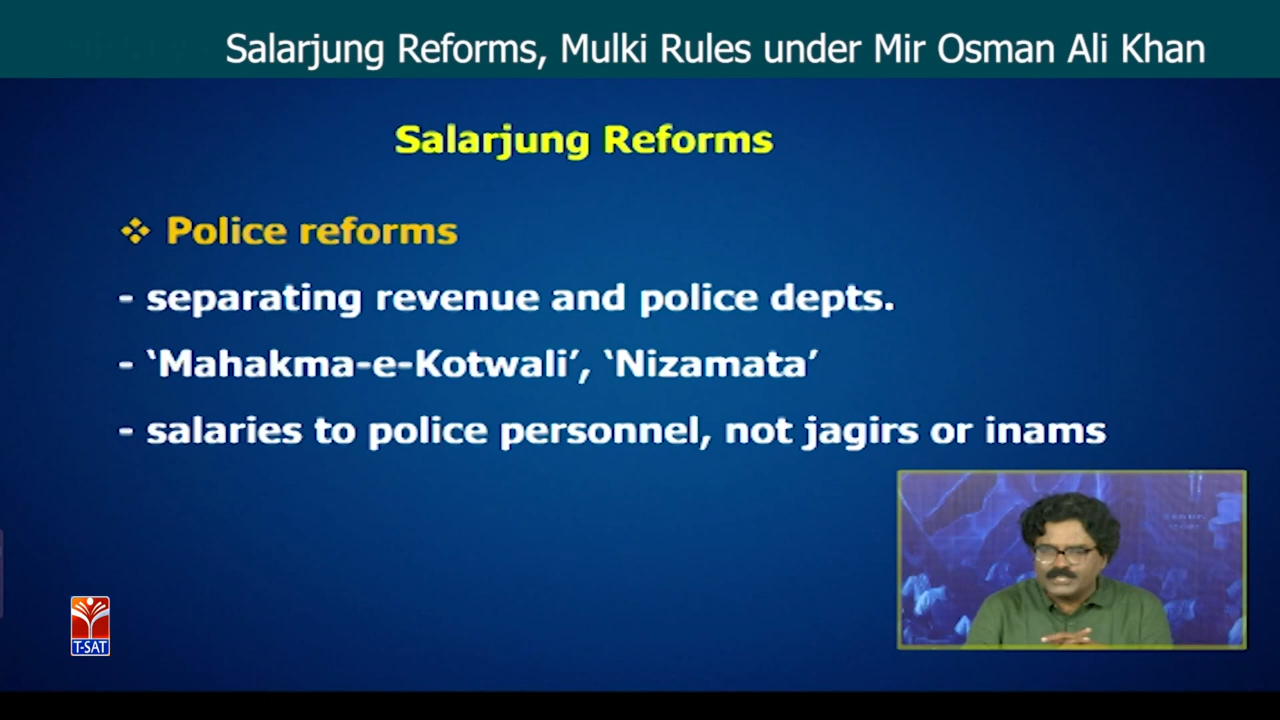 Salarjung Reforms, Mulki Rules under Mir Osman Ali Khan
Salarjung Reforms
❖ Police reforms
- separating revenue and police depts.
- ‘Mahakma-e-Kotwali’, ‘Nizamata’
- salaries to police personnel, not jagirs or inams
T-SAT